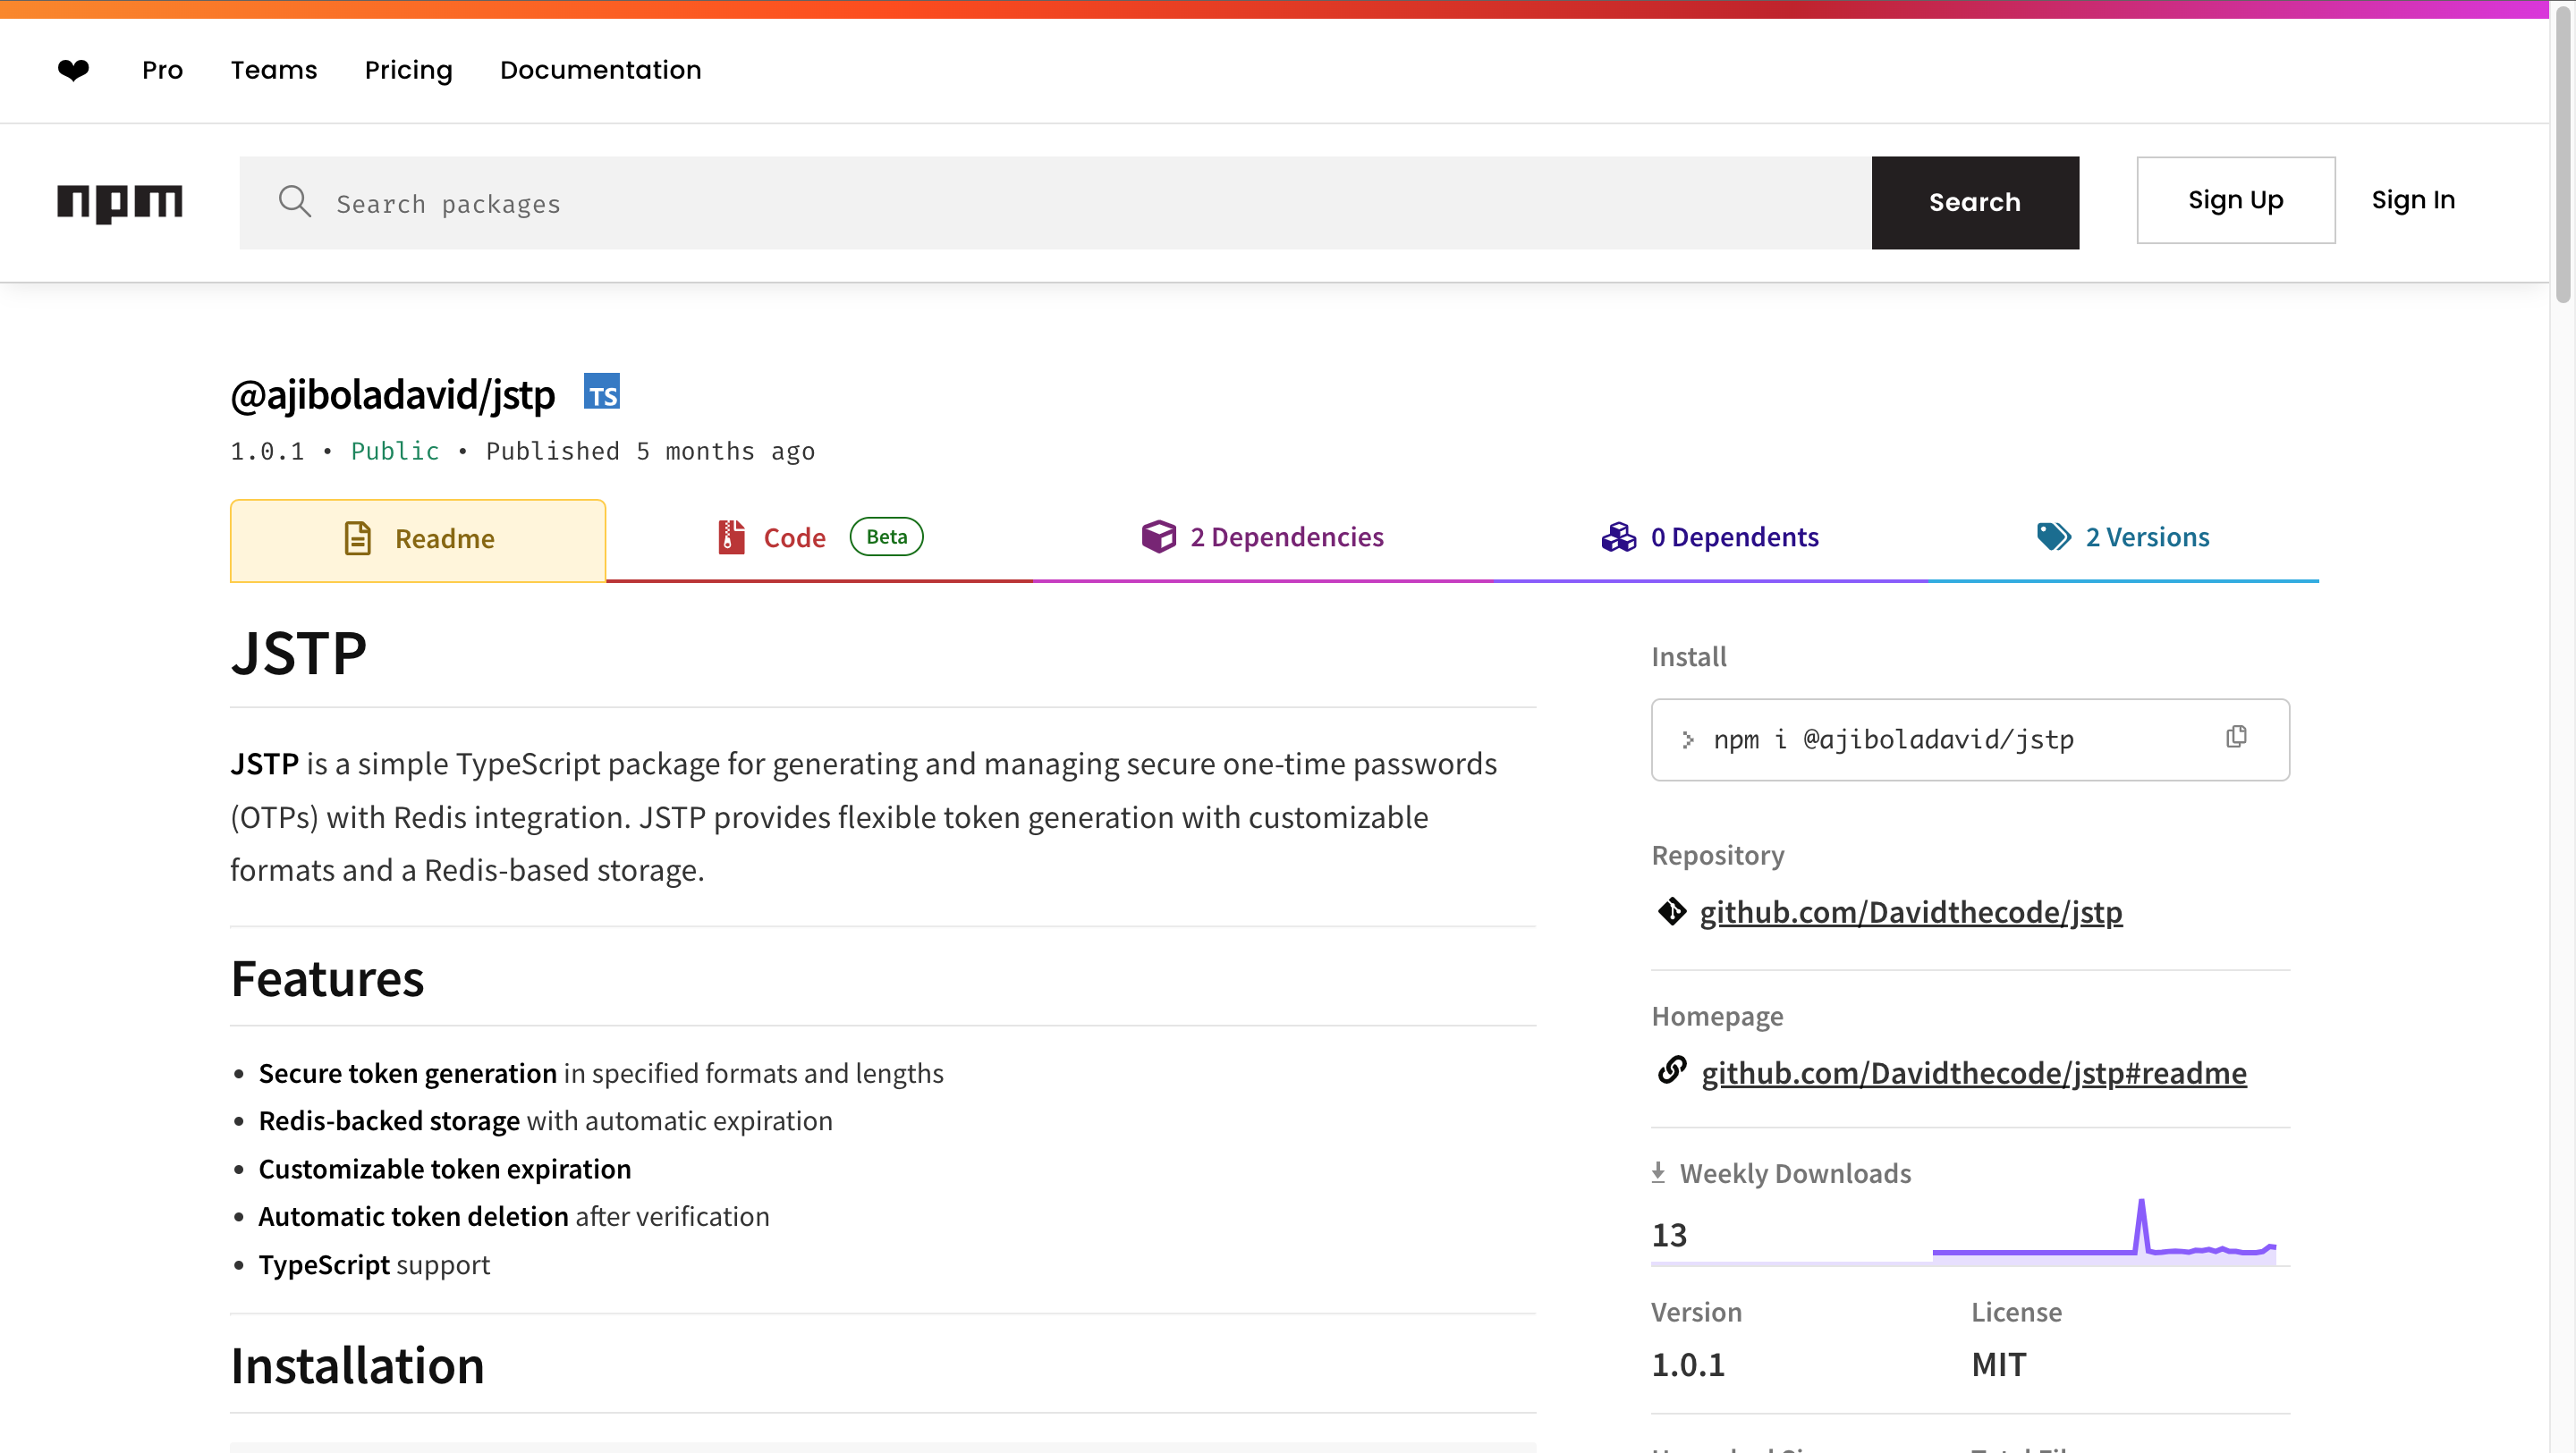 ❤ Pro Teams Pricing Documentation
npm Search packages Search Sign Up Sign In
@ajiboladavid/jstp TS
1.0.1 • Public • Published 5 months ago
Readme Code Beta 2 Dependencies 0 Dependents 2 Versions
JSTP
JSTP is a simple TypeScript package for generating and managing secure one-time passwords
(OTPs) with Redis integration. JSTP provides flexible token generation with customizable
formats and a Redis-based storage.
Features
• Secure token generation in specified formats and lengths
• Redis-backed storage with automatic expiration
• Customizable token expiration
• Automatic token deletion after verification
• TypeScript support
Installation
Install
> npm i @ajiboladavid/jstp
Repository
github.com/Davidthecode/jstp
Homepage
github.com/Davidthecode/jstp#readme
Weekly Downloads
13
Version License
1.0.1 MIT